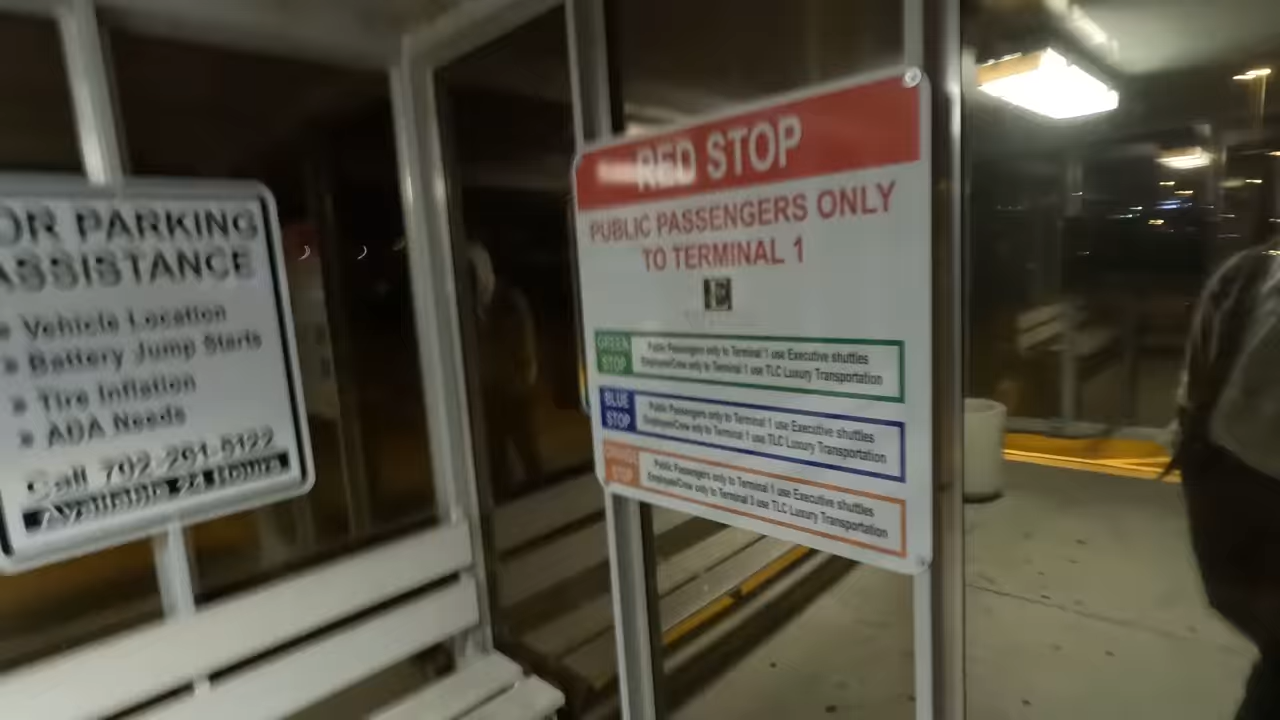 OR PARKING
ASSISTANCE
» Vehicle Location
» Battery Jump Starts
» Tire Inflation
» ADA Needs
Call 702-261-5122
Available 24 Hours
RED STOP
PUBLIC PASSENGERS ONLY
TO TERMINAL 1
GREEN STOP
Public Passengers only to Terminal 1 use Executive shuttles
Employee/Crew only to Terminal 1 use TLC Luxury Transportation
BLUE STOP
Public Passengers only to Terminal 1 use Executive shuttles
Employee/Crew only to Terminal 1 use TLC Luxury Transportation
STOP
Public Passengers only to Terminal 1 use Executive shuttles
Employee/Crew only to Terminal 3 use TLC Luxury Transportation